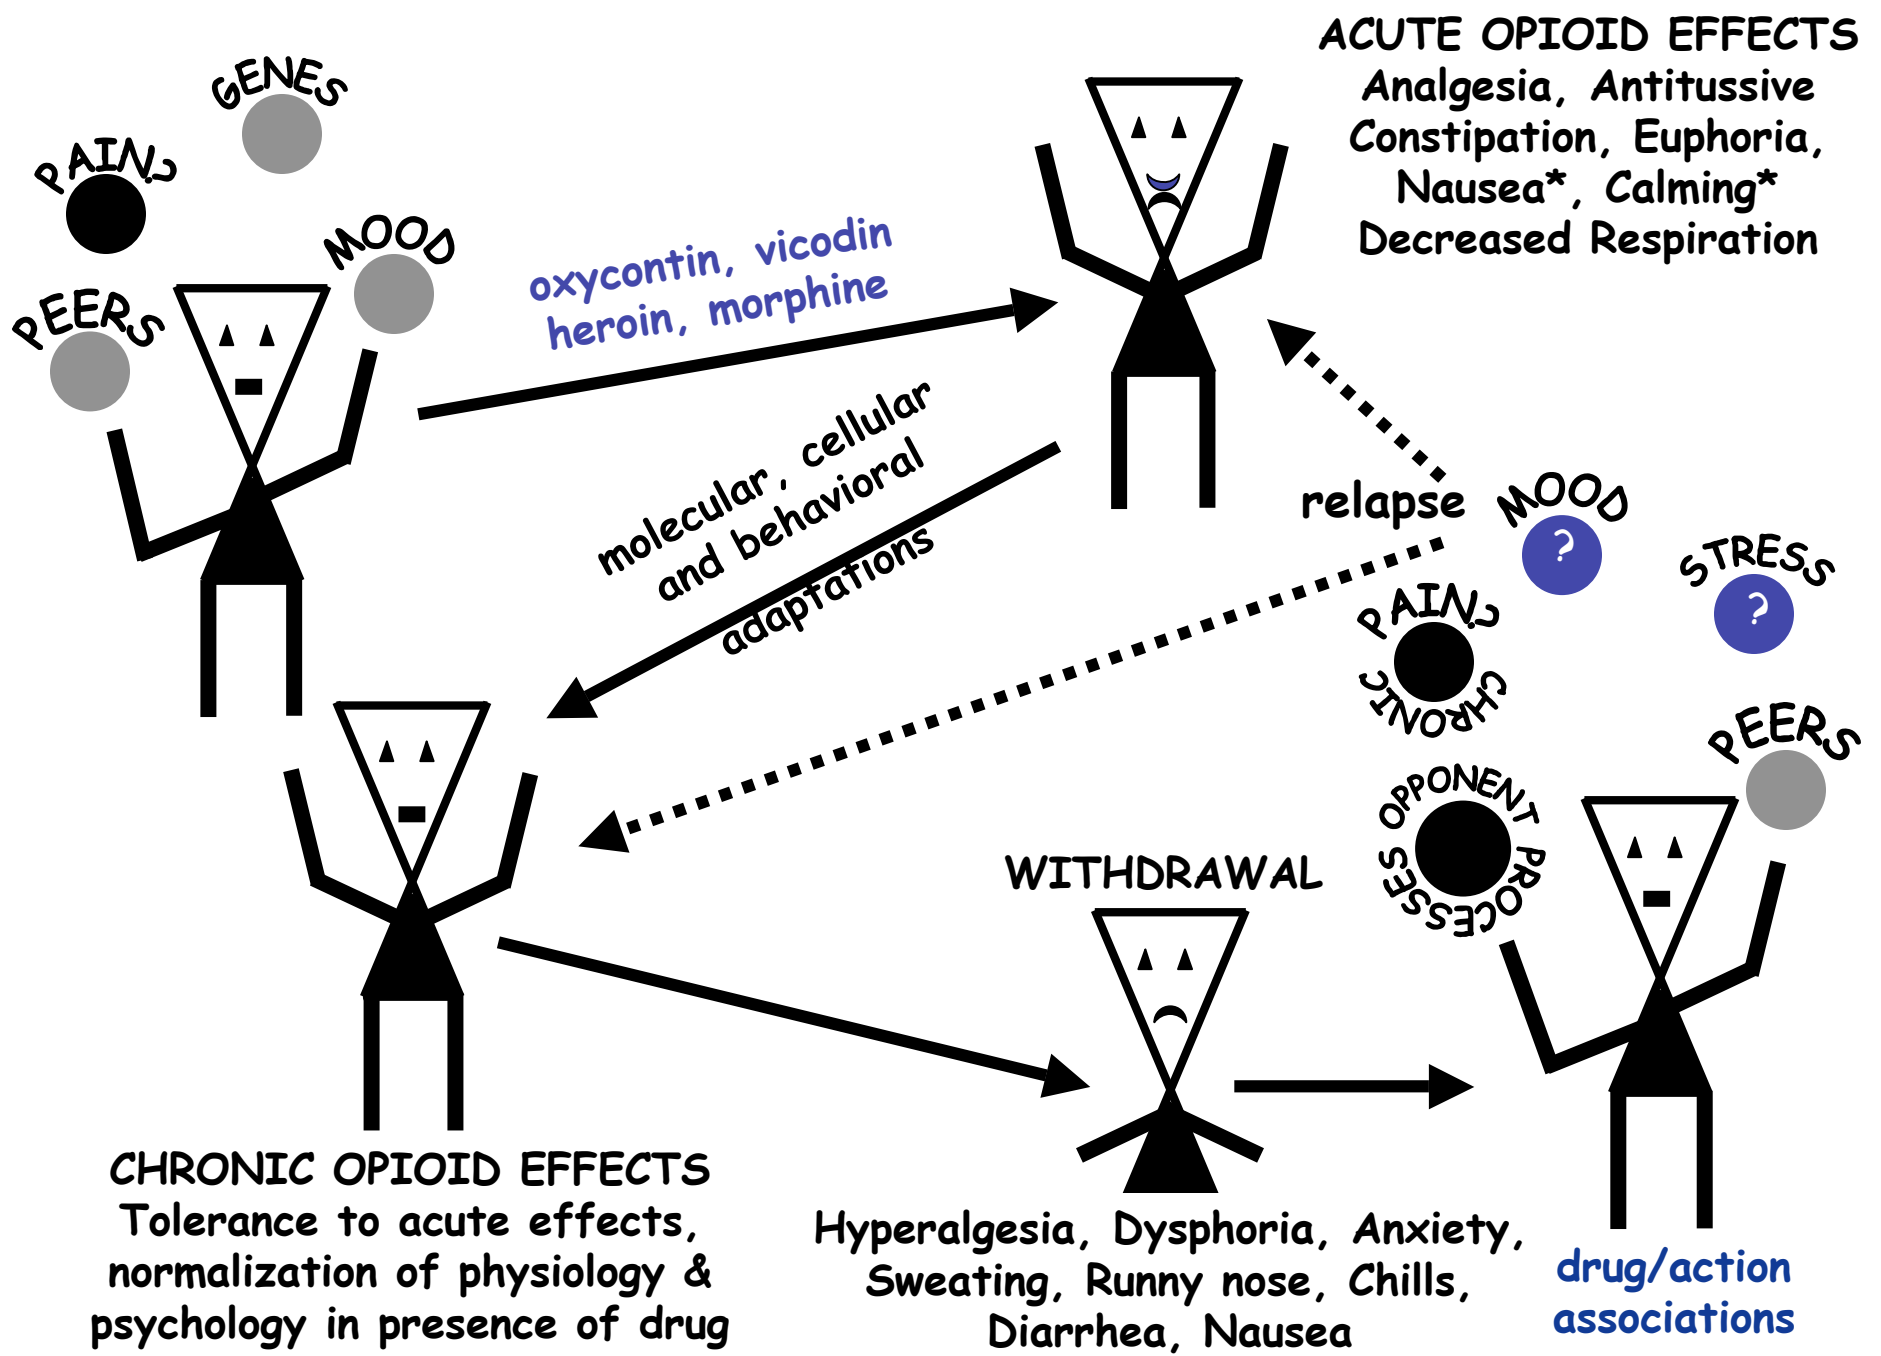 GENES
PAIN?
MOOD
PEERS
oxycontin, vicodin
heroin, morphine
ACUTE OPIOID EFFECTS
Analgesia, Antitussive
Constipation, Euphoria,
Nausea*, Calming*
Decreased Respiration
molecular, cellular
and behavioral
adaptations
relapse
MOOD
?
STRESS
?
PAIN?
CHRONIC
PEERS
OPPONENT PROCESSES
WITHDRAWAL
CHRONIC OPIOID EFFECTS
Tolerance to acute effects,
normalization of physiology &
psychology in presence of drug
Hyperalgesia, Dysphoria, Anxiety,
Sweating, Runny nose, Chills,
Diarrhea, Nausea
drug/action
associations